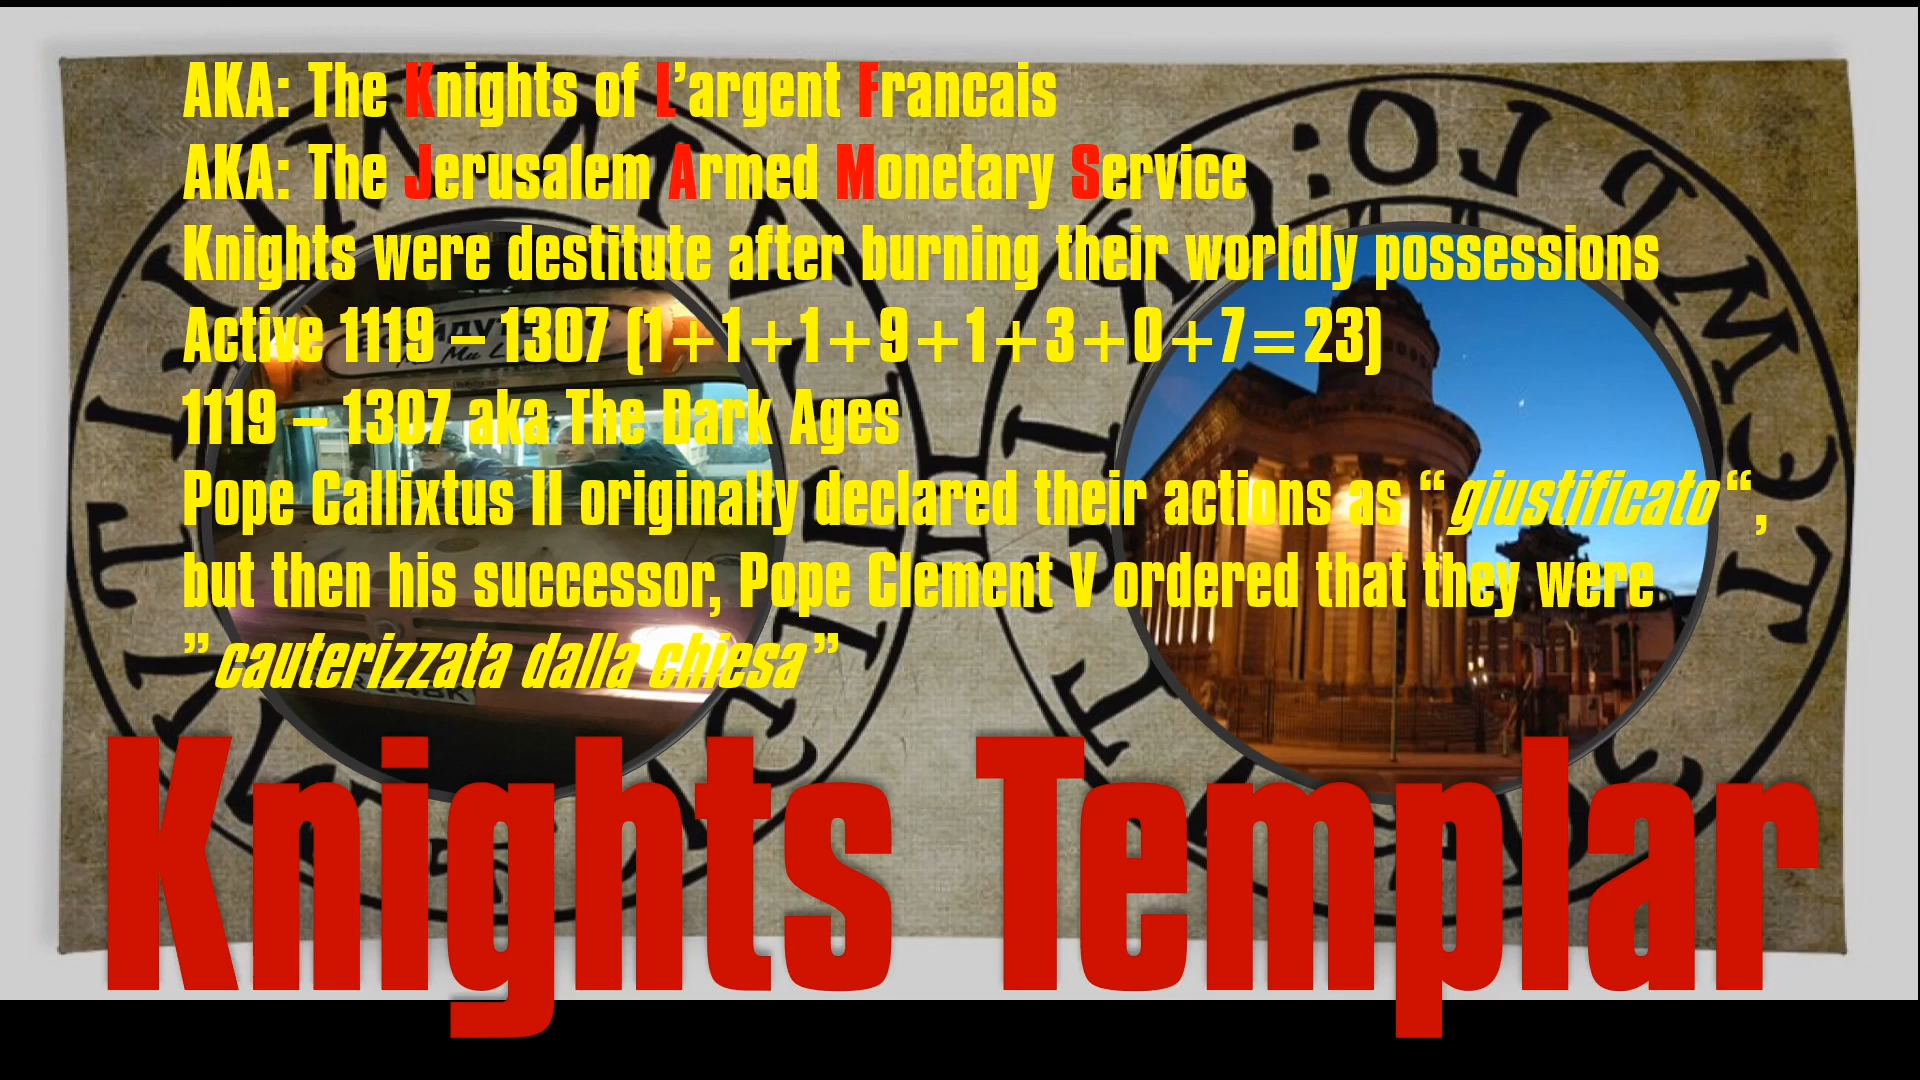 AKA: The Knights of L’argent Francais
AKA: The Jerusalem Armed Monetary Service
Knights were destitute after burning their worldly possessions
Active 1119 – 1307 (1+1+1+9+1+3+0+7=23)
1119 – 1307 aka The Dark Ages
Pope Callixtus II originally declared their actions as “giustificato“,
but then his successor, Pope Clement V ordered that they were
”cauterizzata dalla chiesa”
Knights Templar